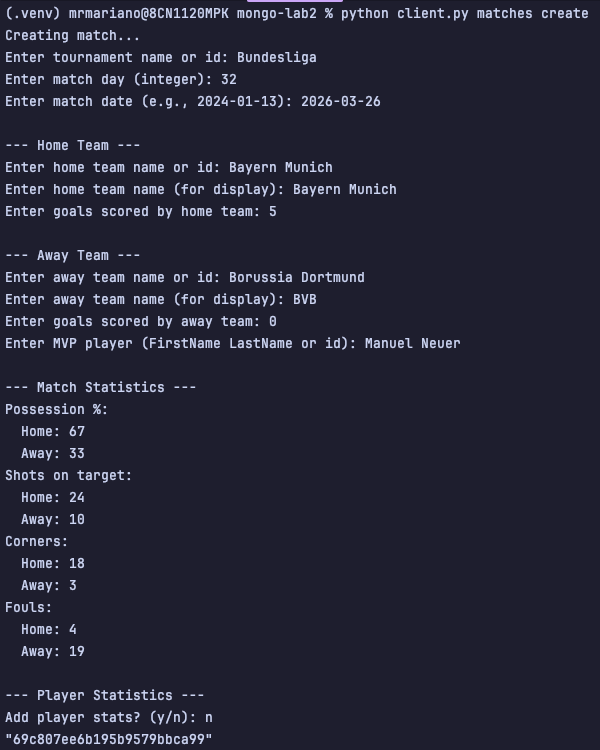 (.venv) mrmariano@8CN1120MPK mongo-lab2 % python client.py matches create
Creating match...
Enter tournament name or id: Bundesliga
Enter match day (integer): 32
Enter match date (e.g., 2024-01-13): 2026-03-26
--- Home Team ---
Enter home team name or id: Bayern Munich
Enter home team name (for display): Bayern Munich
Enter goals scored by home team: 5
--- Away Team ---
Enter away team name or id: Borussia Dortmund
Enter away team name (for display): BVB
Enter goals scored by away team: 0
Enter MVP player (FirstName LastName or id): Manuel Neuer
--- Match Statistics ---
Possession %:
Home: 67
Away: 33
Shots on target:
Home: 24
Away: 10
Corners:
Home: 18
Away: 3
Fouls:
Home: 4
Away: 19
--- Player Statistics ---
Add player stats? (y/n): n
"69c807ee6b195b9579bbca99"